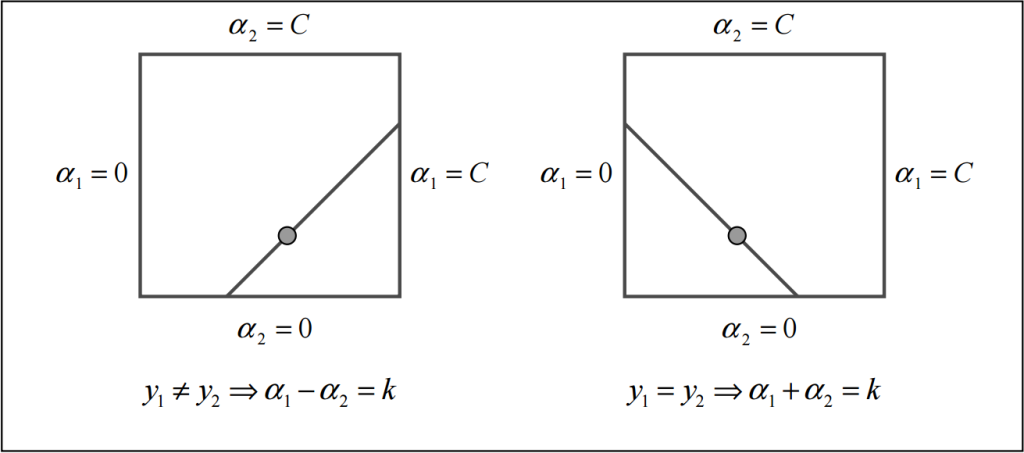 α₂ = C
α₁ = 0
α₁ = C
α₂ = 0
y₁ ≠ y₂ ⇒ α₁ − α₂ = k
α₂ = C
α₁ = 0
α₁ = C
α₂ = 0
y₁ = y₂ ⇒ α₁ + α₂ = k